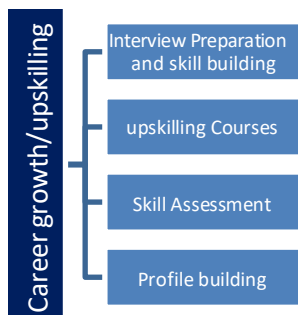 Career growth/upskilling
Interview Preparation
and skill building
upskilling Courses
Skill Assessment
Profile building